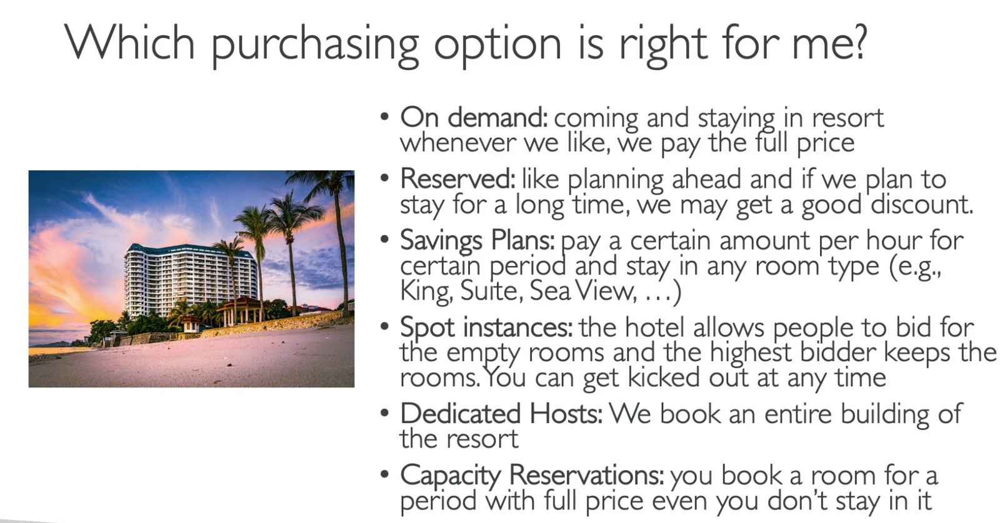 Which purchasing option is right for me?
• On demand: coming and staying in resort
whenever we like, we pay the full price
• Reserved: like planning ahead and if we plan to
stay for a long time, we may get a good discount.
• Savings Plans: pay a certain amount per hour for
certain period and stay in any room type (e.g.,
King, Suite, Sea View, …)
• Spot instances: the hotel allows people to bid for
the empty rooms and the highest bidder keeps the
rooms. You can get kicked out at any time
• Dedicated Hosts: We book an entire building of
the resort
• Capacity Reservations: you book a room for a
period with full price even you don’t stay in it